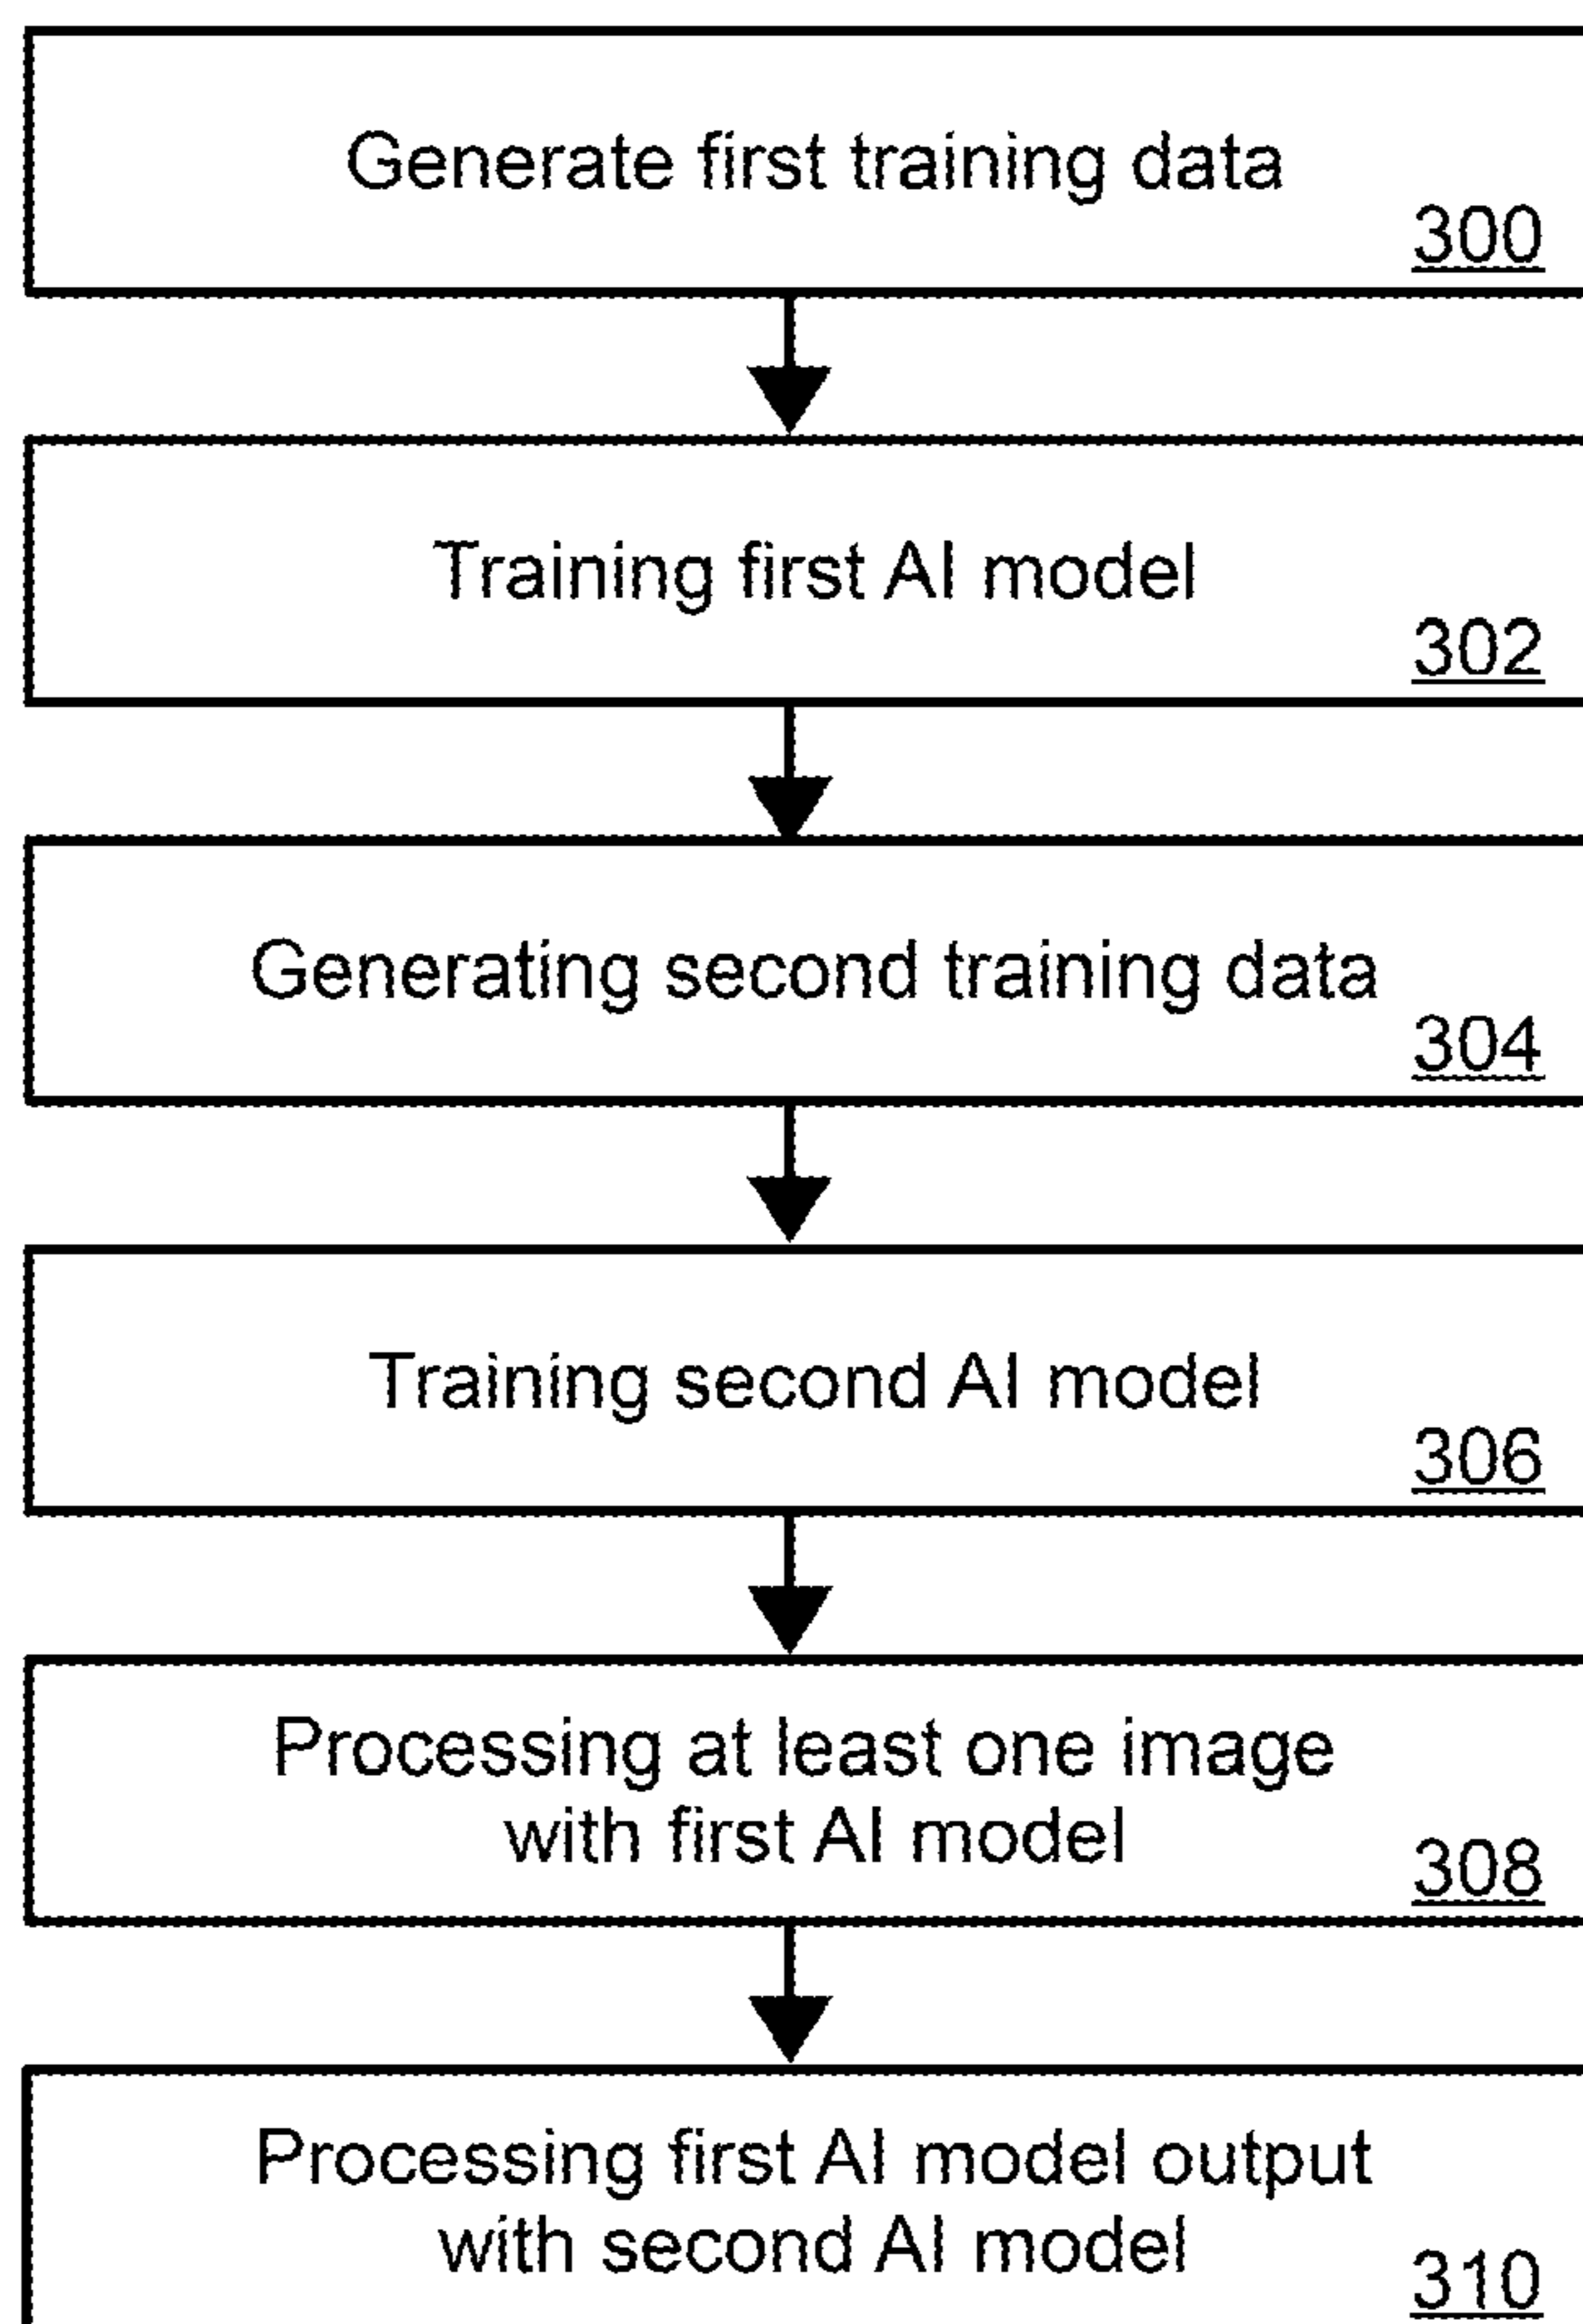 Generate first training data
300
Training first AI model
302
Generating second training data
304
Training second AI model
306
Processing at least one image
with first AI model
308
Processing first AI model output
with second AI model
310